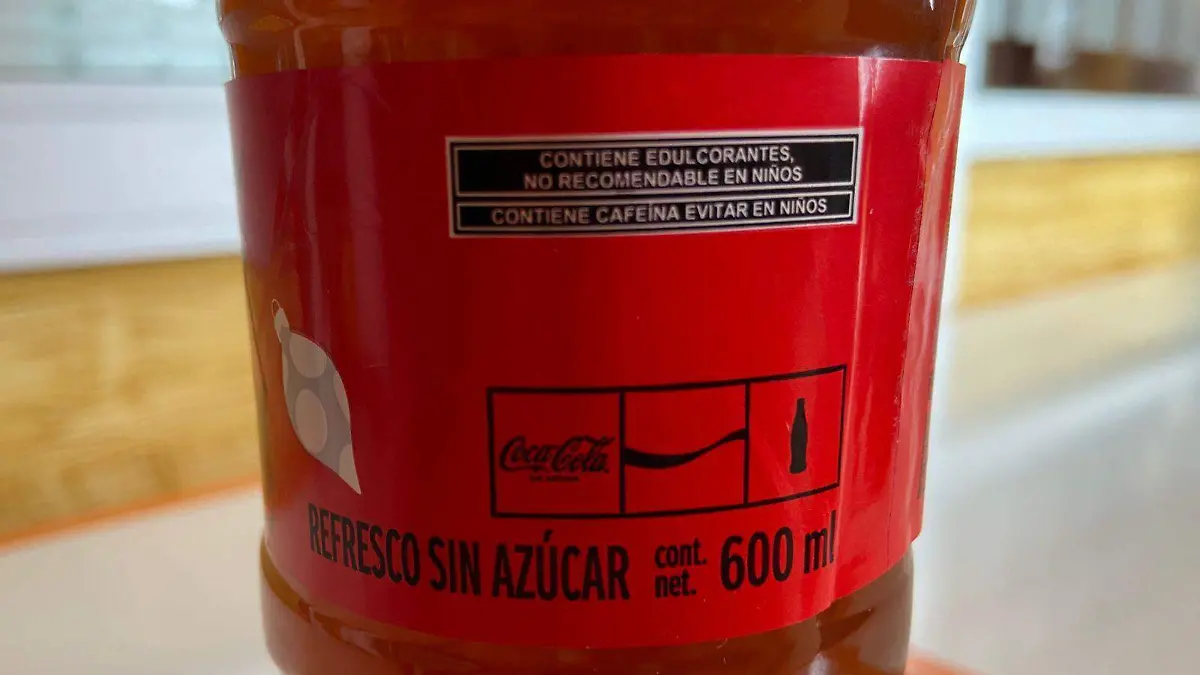 CONTIENE EDULCORANTES,
NO RECOMENDABLE EN NIÑOS
CONTIENE CAFEÍNA EVITAR EN NIÑOS
Coca-Cola
REFRESCO SIN AZÚCAR cont. net. 600 ml